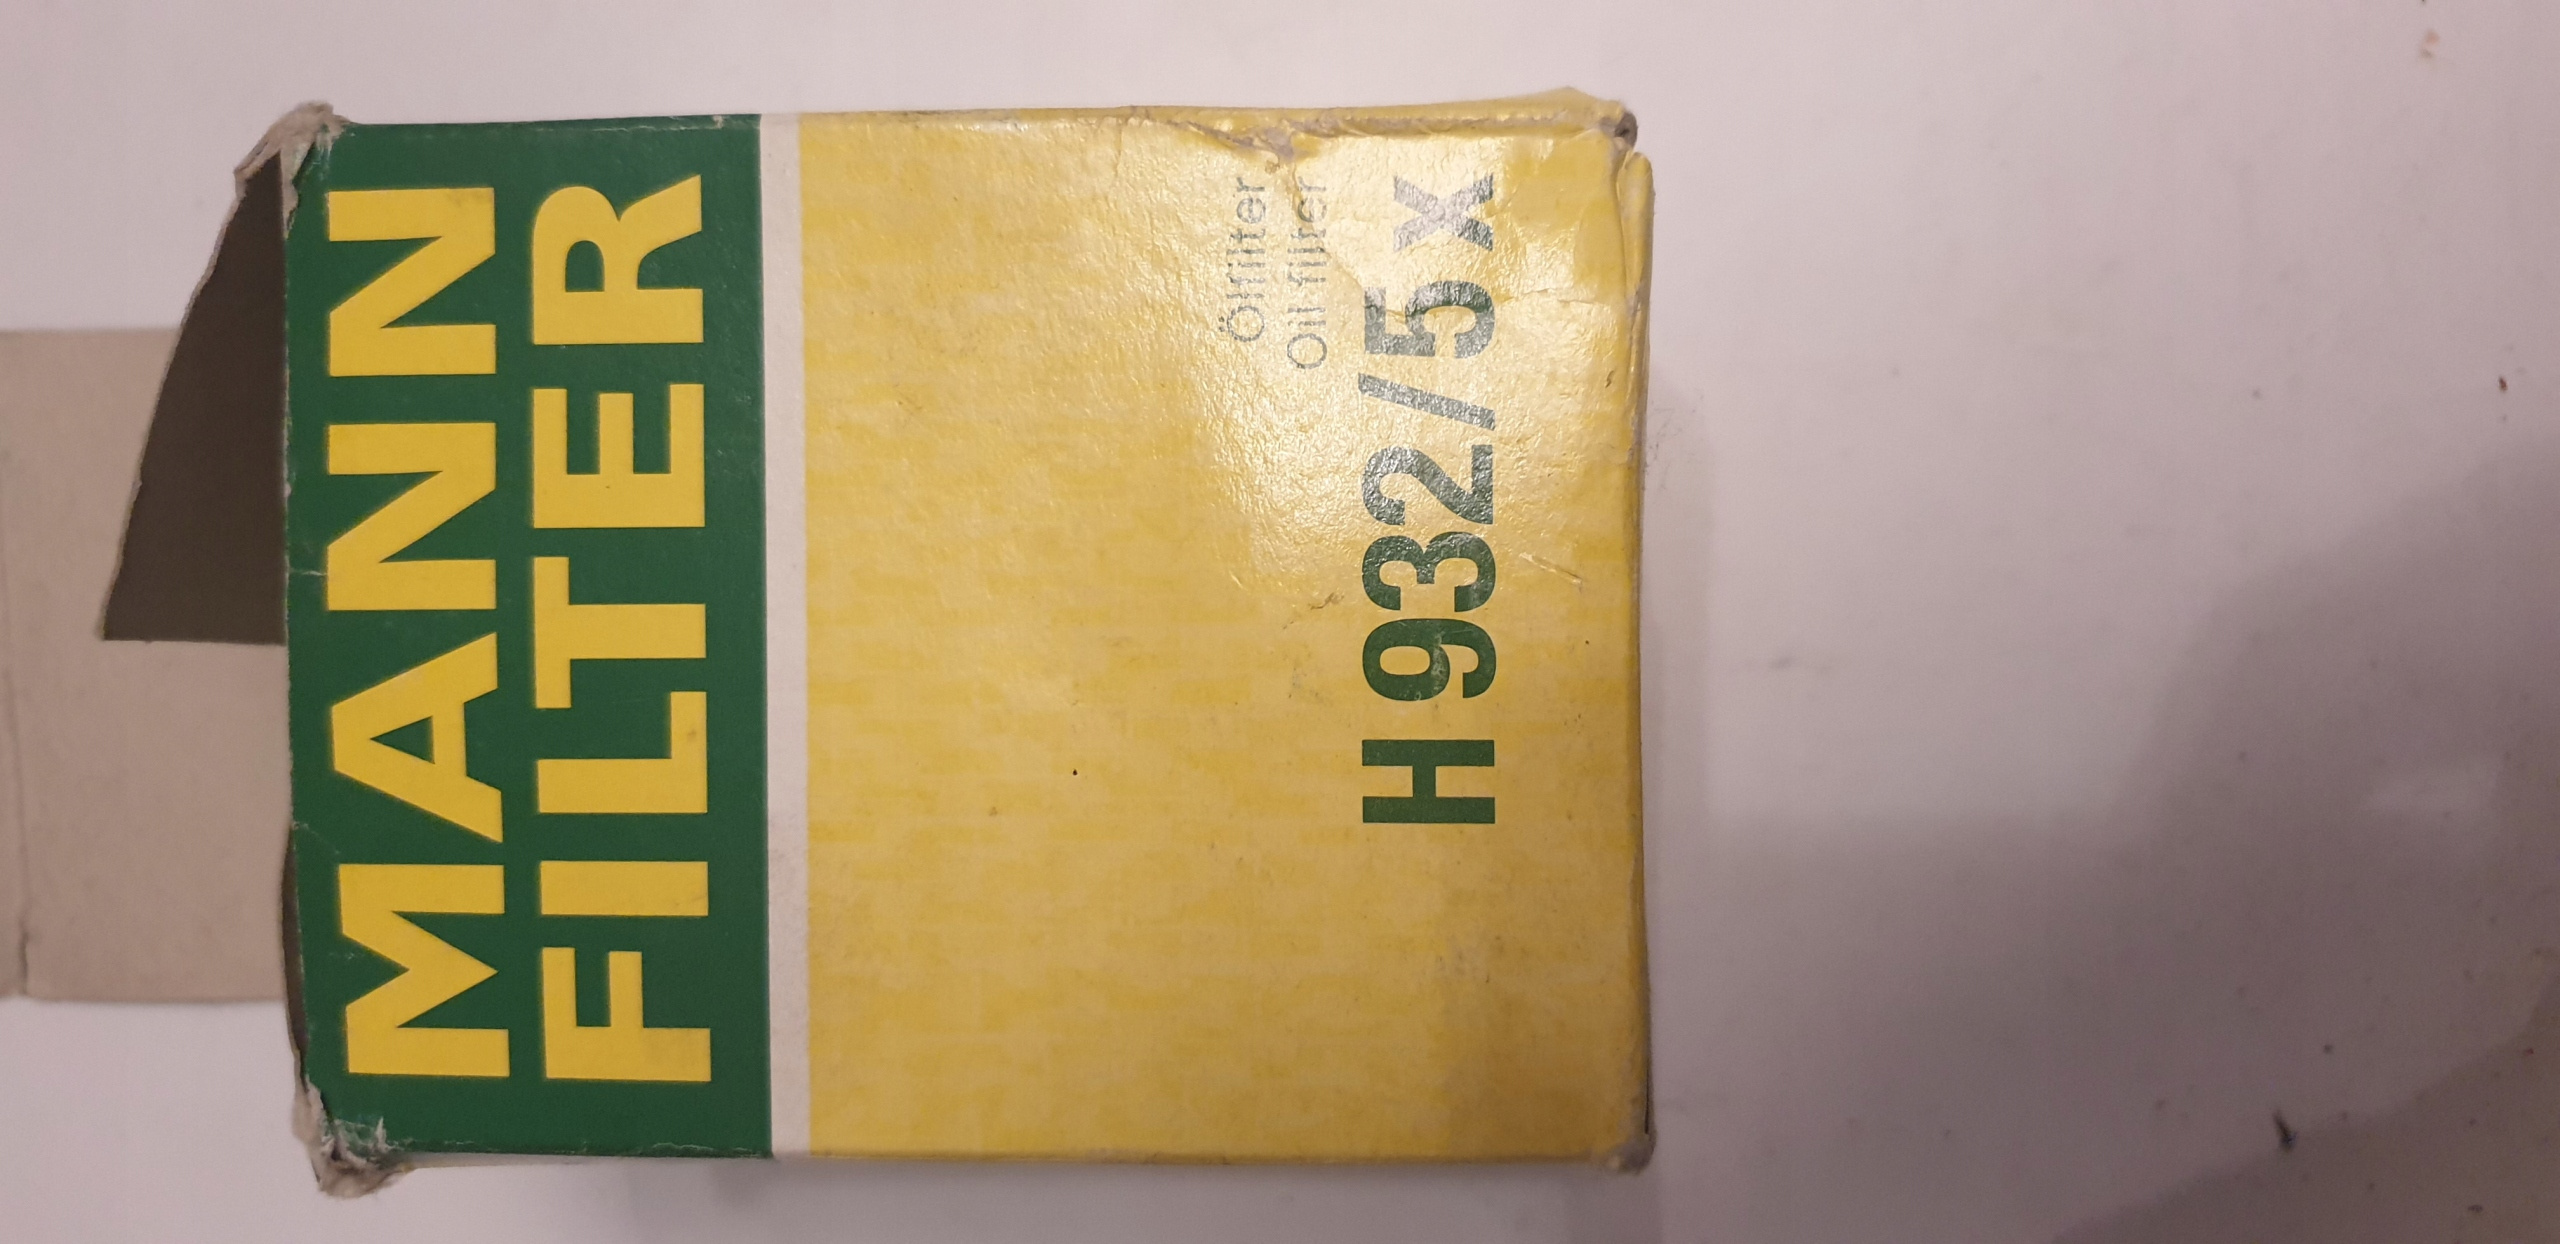 MANN
FILTER
Ölfilter
Oil filter
H 932/5 x